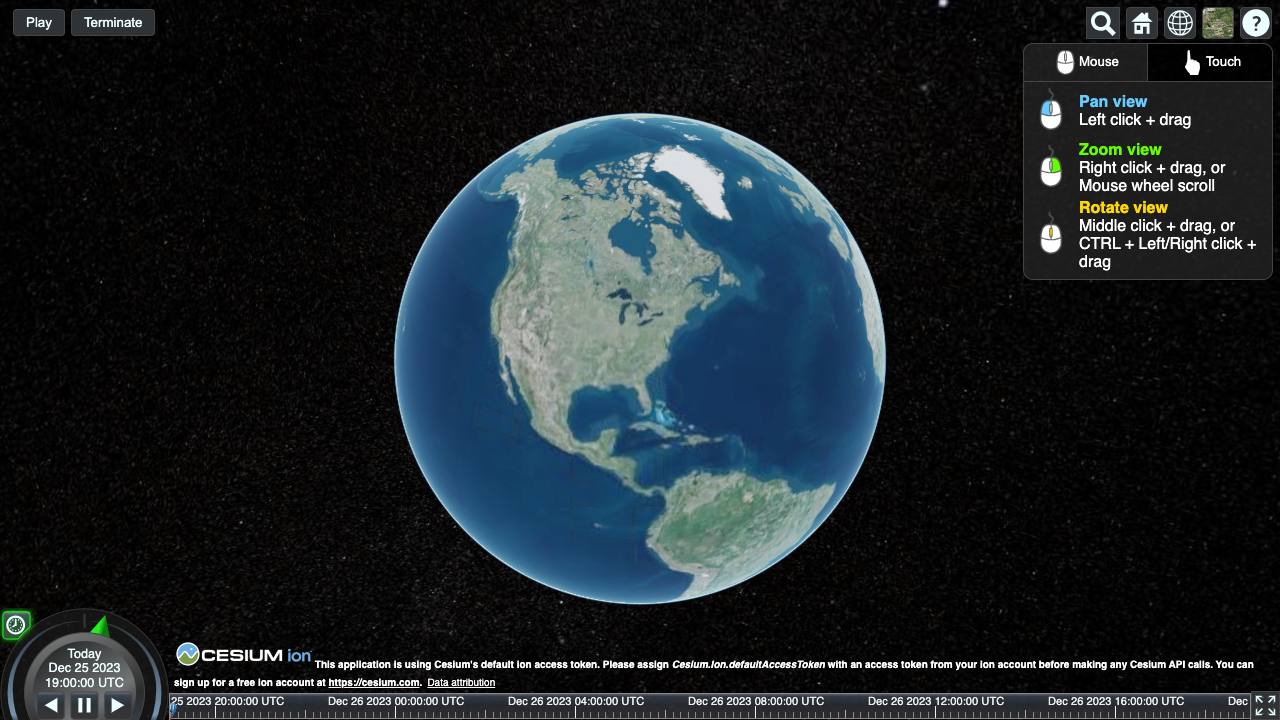 Play
Terminate
Mouse
Touch
Pan view
Left click + drag
Zoom view
Right click + drag, or
Mouse wheel scroll
Rotate view
Middle click + drag, or
CTRL + Left/Right click +
drag
Today
Dec 25 2023
19:00:00 UTC
CESIUM ion
This application is using Cesium's default ion access token. Please assign Cesium.Ion.defaultAccessToken with an access token from your ion account before making any Cesium API calls. You can
sign up for a free ion account at https://cesium.com. Data attribution
25 2023 20:00:00 UTC
Dec 26 2023 00:00:00 UTC
Dec 26 2023 04:00:00 UTC
Dec 26 2023 08:00:00 UTC
Dec 26 2023 12:00:00 UTC
Dec 26 2023 16:00:00 UTC
Dec